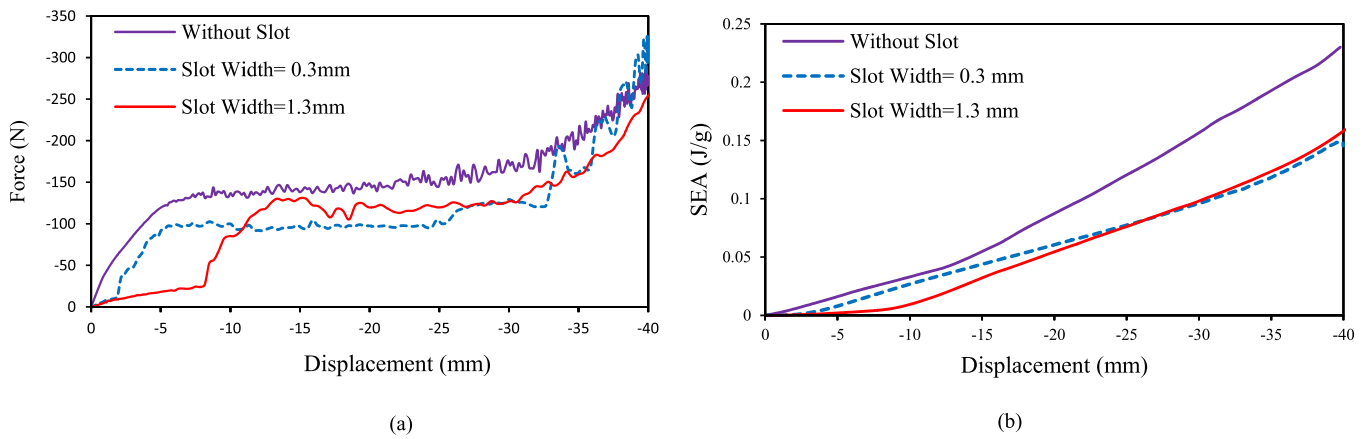 -350
-300
-250
-200
-150
-100
-50
0
Force (N)
Without Slot
Slot Width= 0.3mm
Slot Width=1.3mm
0 -5 -10 -15 -20 -25 -30 -35 -40
Displacement (mm)
(a)
0.25
0.2
0.15
0.1
0.05
0
SEA (J/g)
Without Slot
Slot Width= 0.3 mm
Slot Width=1.3 mm
0 -5 -10 -15 -20 -25 -30 -35 -40
Displacement (mm)
(b)